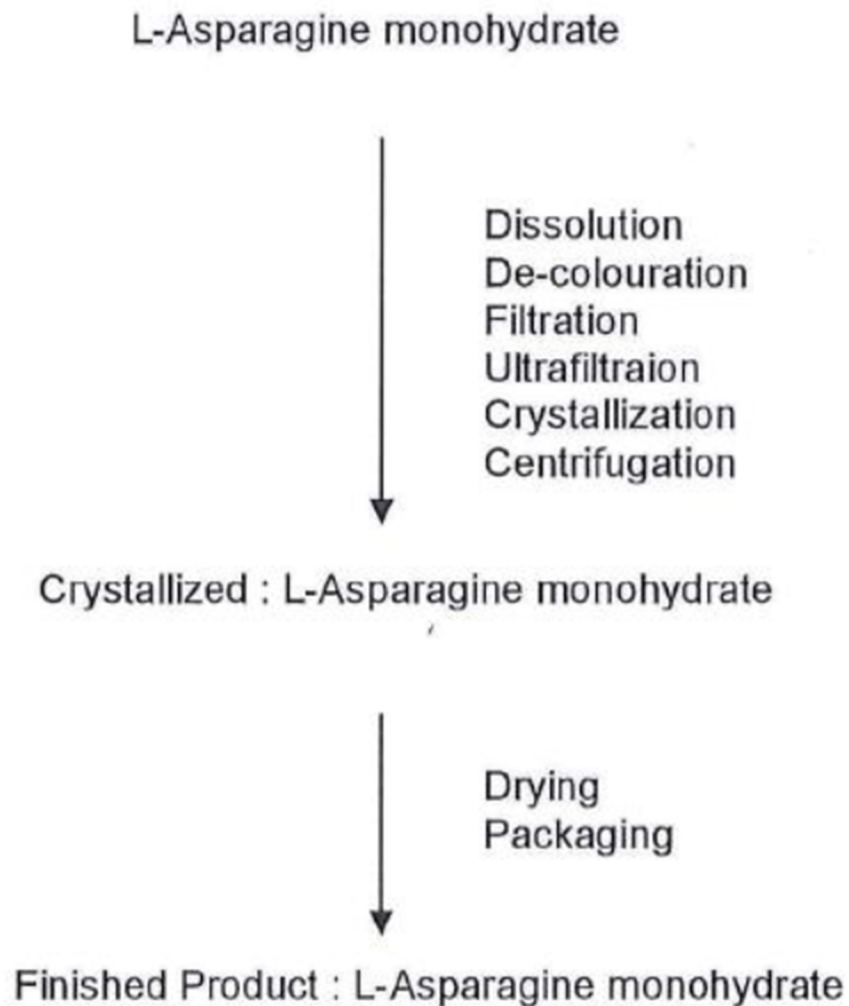 L-Asparagine monohydrate
Dissolution
De-colouration
Filtration
Ultrafiltraion
Crystallization
Centrifugation
Crystallized : L-Asparagine monohydrate
Drying
Packaging
Finished Product : L-Asparagine monohydrate